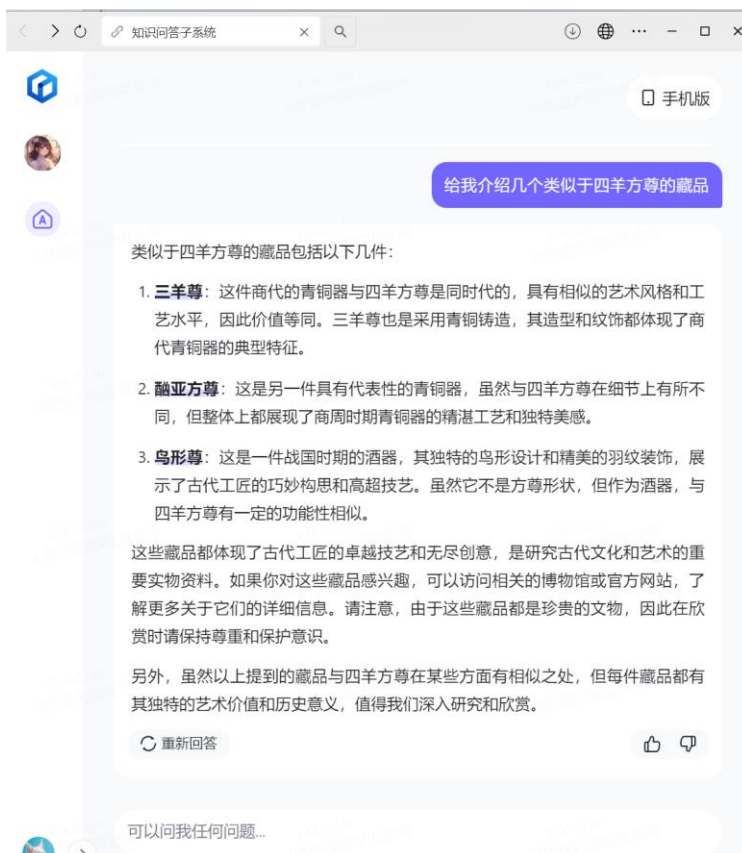 知识问答子系统
手机版
给我介绍几个类似于四羊方尊的藏品
类似于四羊方尊的藏品包括以下几件：
1. 三羊尊：这件商代的青铜器与四羊方尊是同时代的，具有相似的艺术风格和工
艺水平，因此价值等同。三羊尊也是采用青铜铸造，其造型和纹饰都体现了商
代青铜器的典型特征。
2. 酗亚方尊：这是另一件具有代表性的青铜器，虽然与四羊方尊在细节上有所不
同，但整体上都展现了商周时期青铜器的精湛工艺和独特美感。
3. 鸟形尊：这是一件战国时期的酒器，其独特的鸟形设计和精美的羽纹装饰，展
示了古代工匠的巧妙构思和高超技艺。虽然它不是方尊形状，但作为酒器，与
四羊方尊有一定的功能性相似。
这些藏品都体现了古代工匠的卓越技艺和无尽创意，是研究古代文化和艺术的重
要实物资料。如果你对这些藏品感兴趣，可以访问相关的博物馆或官方网站，了
解更多关于它们的详细信息。请注意，由于这些藏品都是珍贵的文物，因此在欣
赏时请保持尊重和保护意识。
另外，虽然以上提到的藏品与四羊方尊在某些方面有相似之处，但每件藏品都有
其独特的艺术价值和历史意义，值得我们深入研究和欣赏。
重新回答
可以问我任何问题...